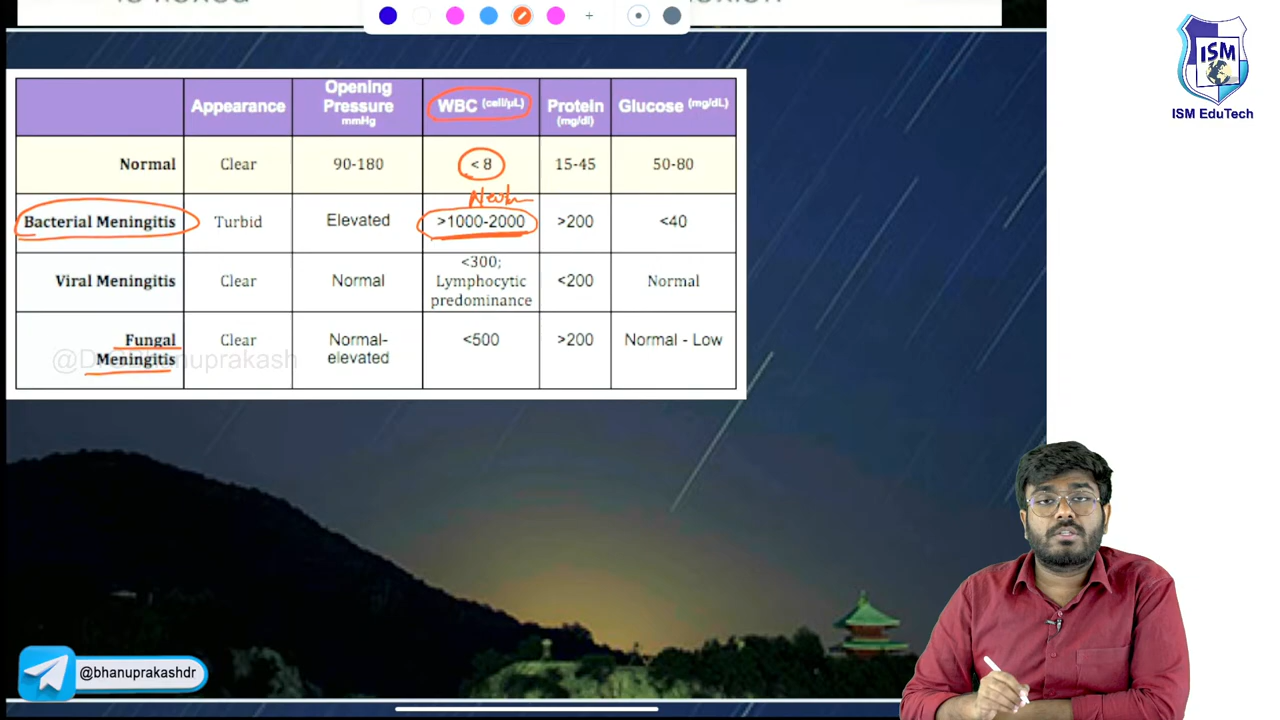 ISM
ISM EduTech
Appearance
Opening
Pressure
mmHg
WBC (cell/μL)
Protein
(mg/dl)
Glucose (mg/dL)
Normal
Clear
90-180
< 8
15-45
50-80
Bacterial Meningitis
Turbid
Elevated
>1000-2000
>200
<40
Viral Meningitis
Clear
Normal
<300;
Lymphocytic
predominance
<200
Normal
Fungal
Meningitis
Clear
Normal-
elevated
<500
>200
Normal - Low
@bhanuprakashdr